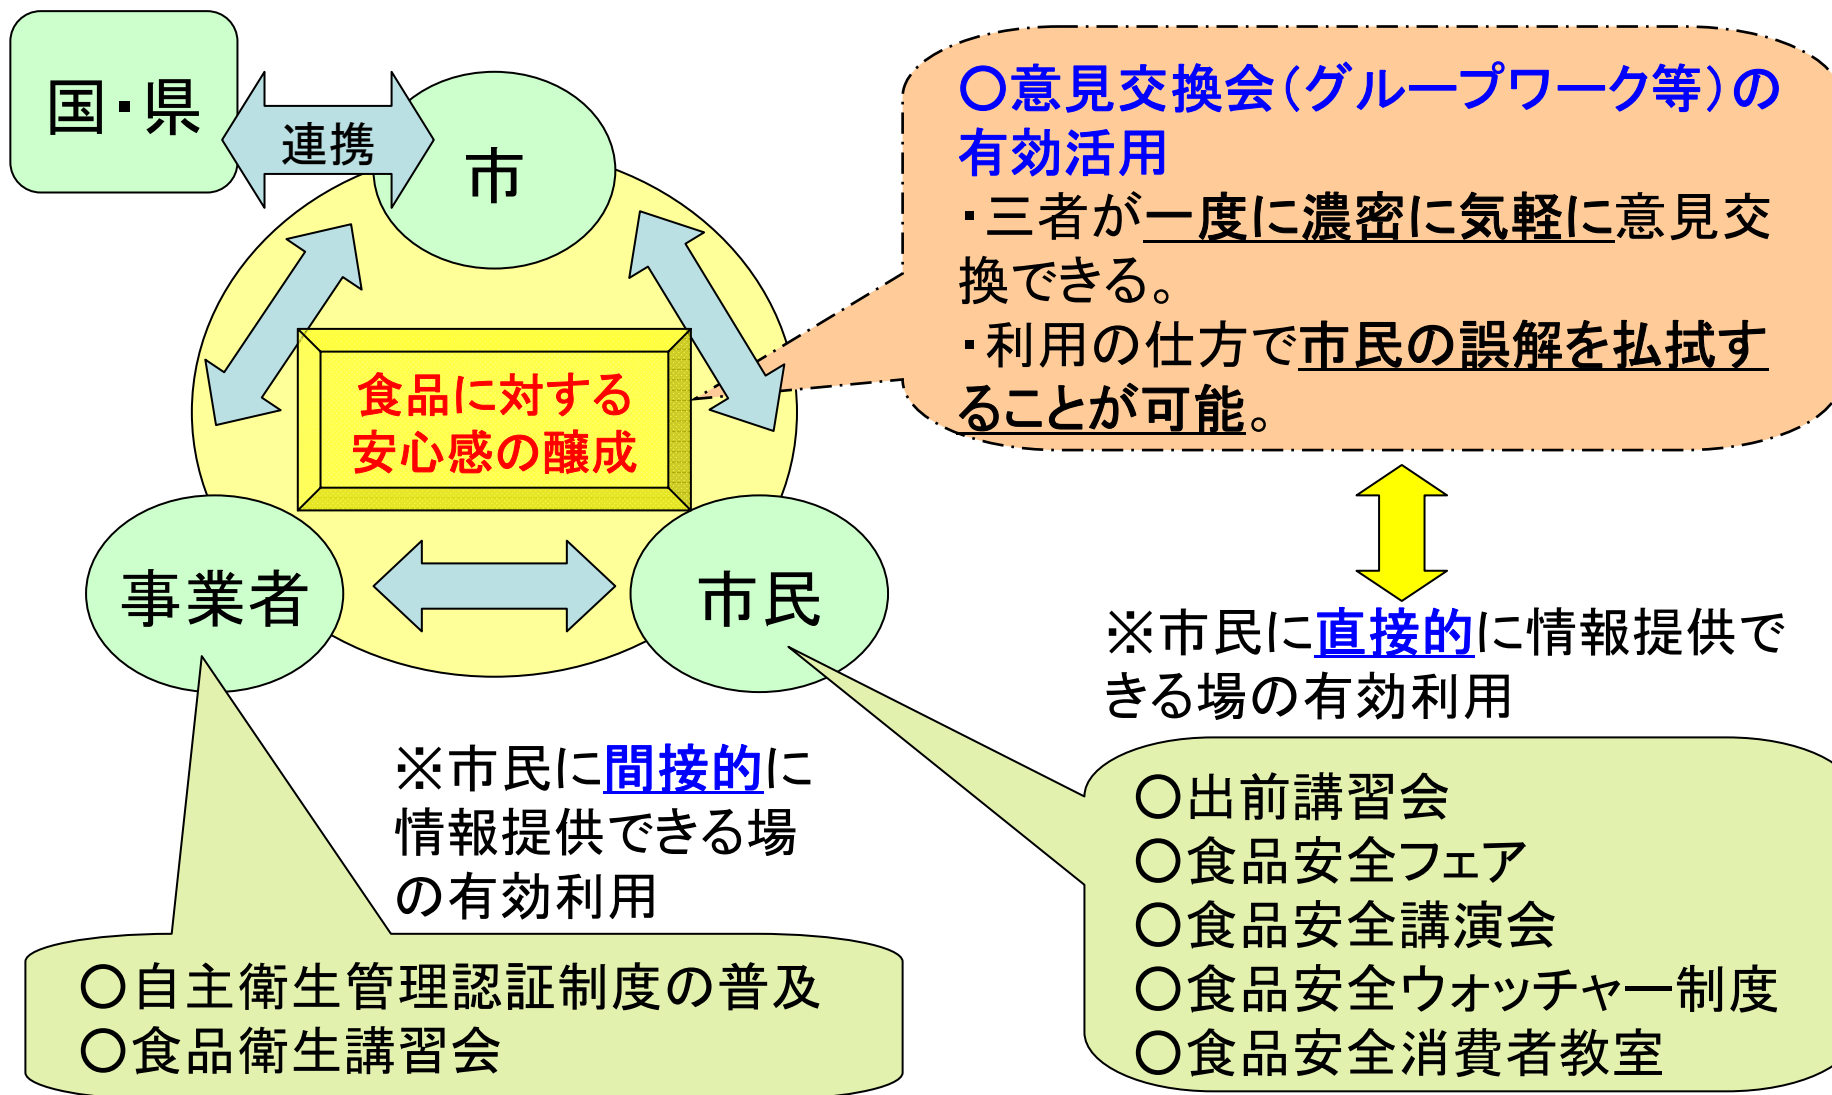 国・県
連携
市
食品に対する
安心感の醸成
事業者
市民
○意見交換会（グループワーク等）の
有効活用
・三者が一度に濃密に気軽に意見交
換できる。
・利用の仕方で市民の誤解を払拭す
ることが可能。
※市民に直接的に情報提供で
きる場の有効利用
※市民に間接的に
情報提供できる場
の有効利用
○自主衛生管理認証制度の普及
○食品衛生講習会
○出前講習会
○食品安全フェア
○食品安全講演会
○食品安全ウォッチャー制度
○食品安全消費者教室